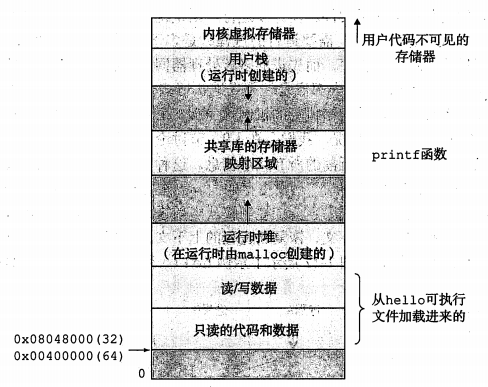 内核虚拟存储器
用户代码不可见的
存储器
用户栈
(运行时创建的)
共享库的存储器
映射区域
printf函数
运行时堆
(在运行时由malloc创建的)
读/写数据
只读的代码和数据
从hello可执行
文件加载进来的
0x08048000(32)
0x00400000(64)
0